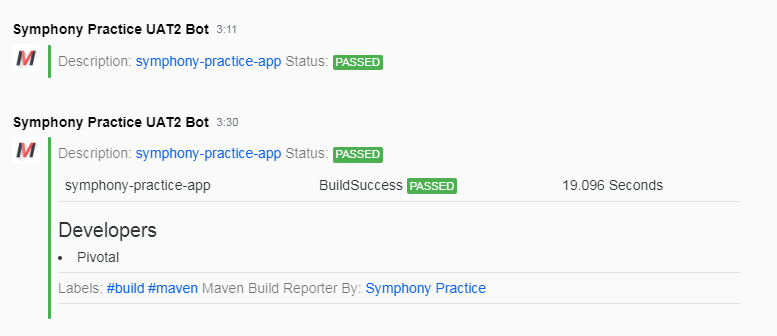 Symphony Practice UAT2 Bot 3:11
M
Description: symphony-practice-app Status: PASSED
Symphony Practice UAT2 Bot 3:30
M
Description: symphony-practice-app Status: PASSED
symphony-practice-app BuildSuccess PASSED 19.096 Seconds
Developers
• Pivotal
Labels: #build #maven Maven Build Reporter By: Symphony Practice